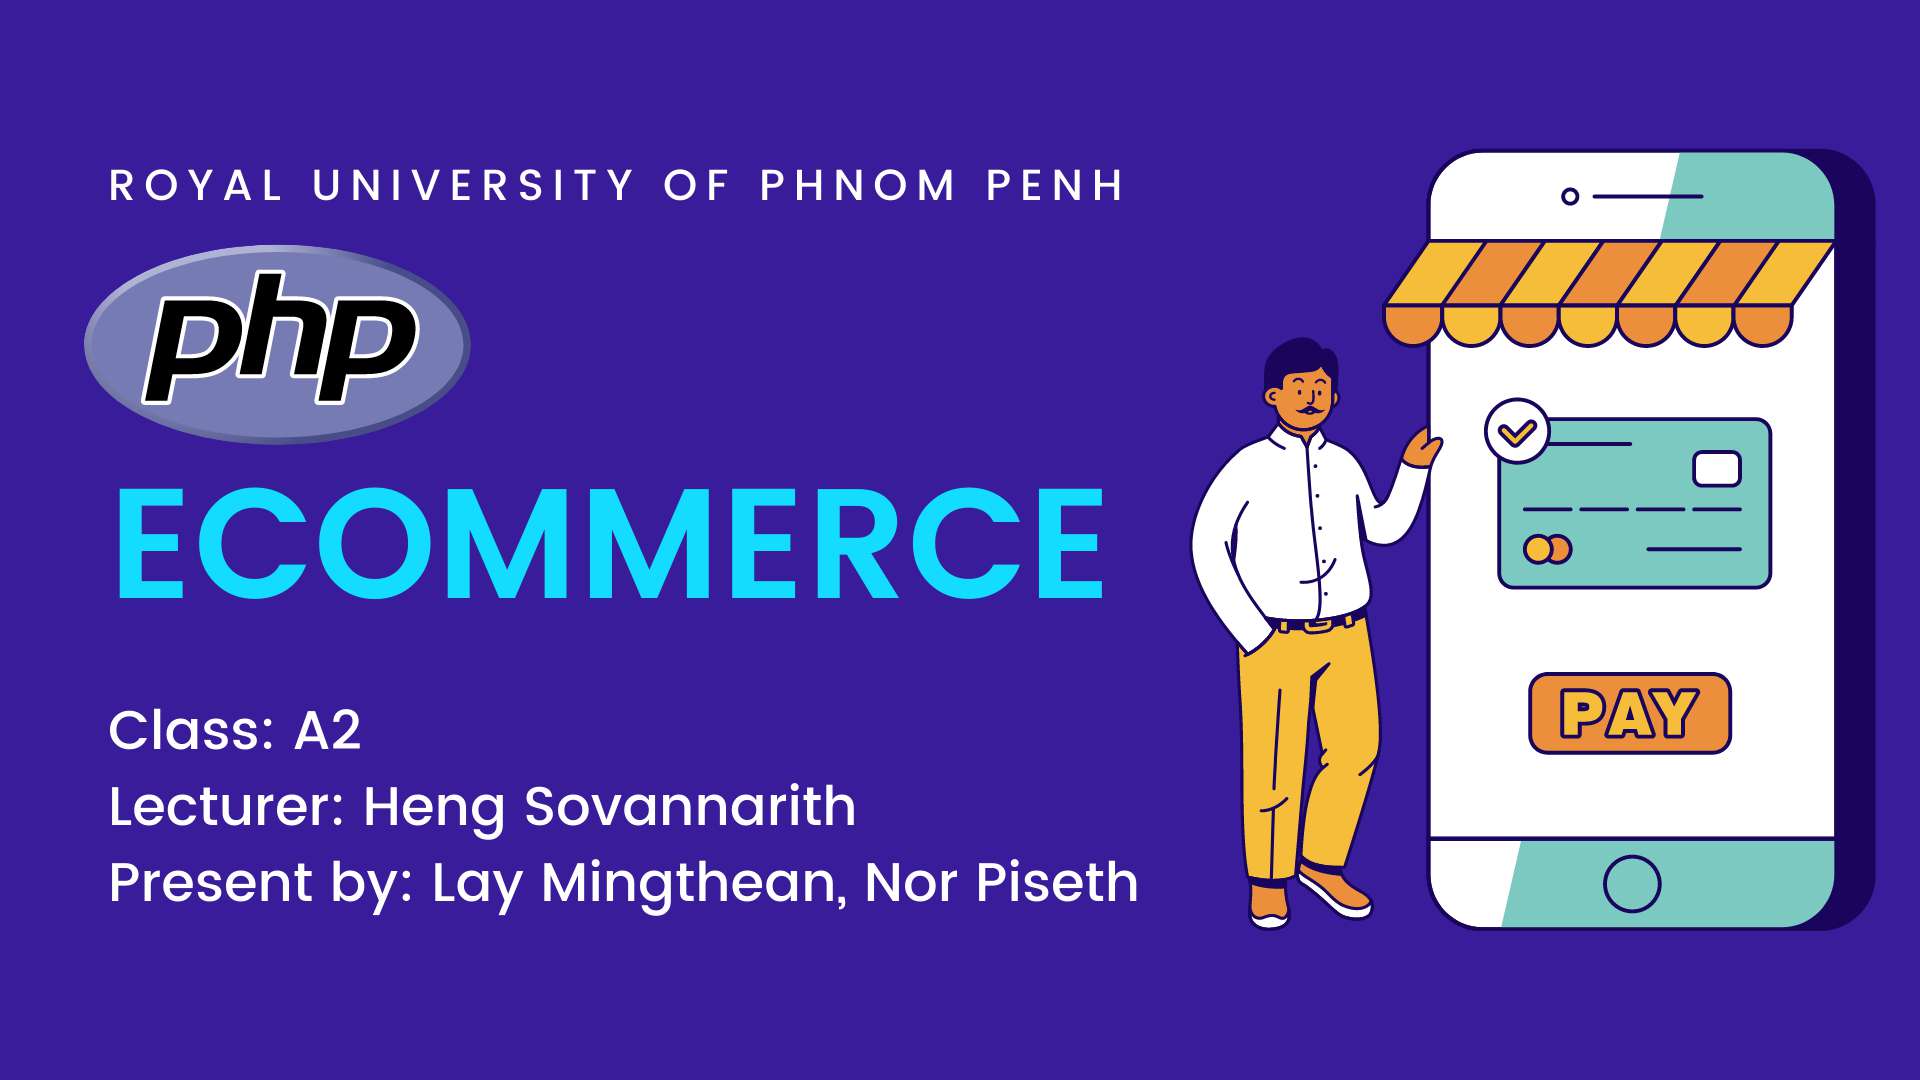 ROYAL UNIVERSITY OF PHNOM PENH
php
ECOMMERCE
Class: A2
Lecturer: Heng Sovannarith
Present by: Lay Mingthean, Nor Piseth
PAY